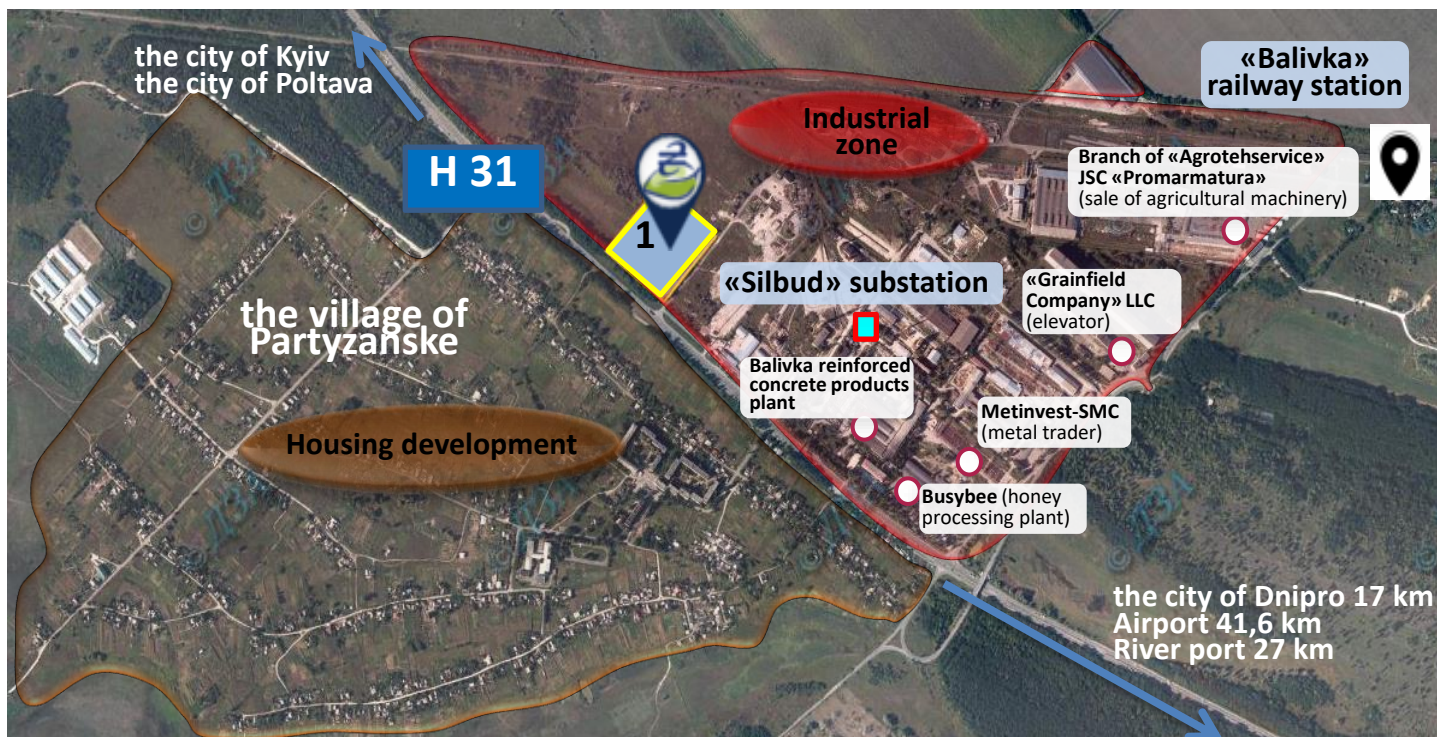 the city of Kyiv
the city of Poltava
«Balivka»
railway station
Industrial
zone
H 31
Branch of «Agrotehservice»
JSC «Promarmatura»
(sale of agricultural machinery)
1
«Silbud» substation
«Grainfield
Company» LLC
(elevator)
the village of
Partyzanske
Balivka reinforced
concrete products
plant
Metinvest-SMC
(metal trader)
Housing development
Busybee (honey
processing plant)
the city of Dnipro 17 km
Airport 41,6 km
River port 27 km